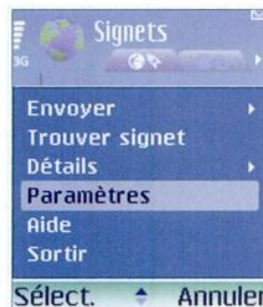 Signets
3G
Envoyer
Trouver signet
Détails
Paramètres
Aide
Sortir
Sélect. Annuler